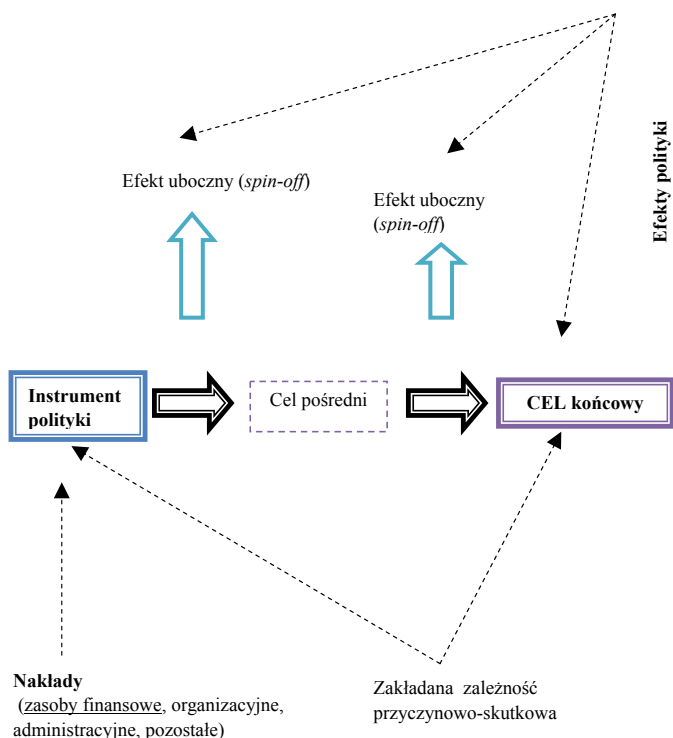 Efekt uboczny (spin-off)
Efekt uboczny
(spin-off)
Efekty polityki
Instrument
polityki
Cel pośredni
CEL końcowy
Nakłady
(zasoby finansowe, organizacyjne,
administracyjne, pozostałe)
Zakładana zależność
przyczynowo-skutkowa